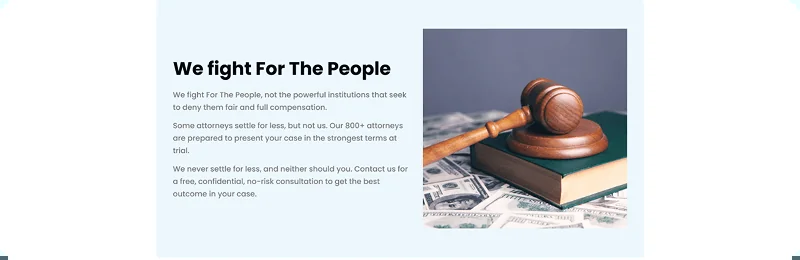 We fight For The People
We fight For The People, not the powerful institutions that seek
to deny them fair and full compensation.
Some attorneys settle for less, but not us. Our 800+ attorneys
are prepared to present your case in the strongest terms at
trial.
We never settle for less, and neither should you. Contact us for
a free, confidential, no-risk consultation to get the best
outcome in your case.